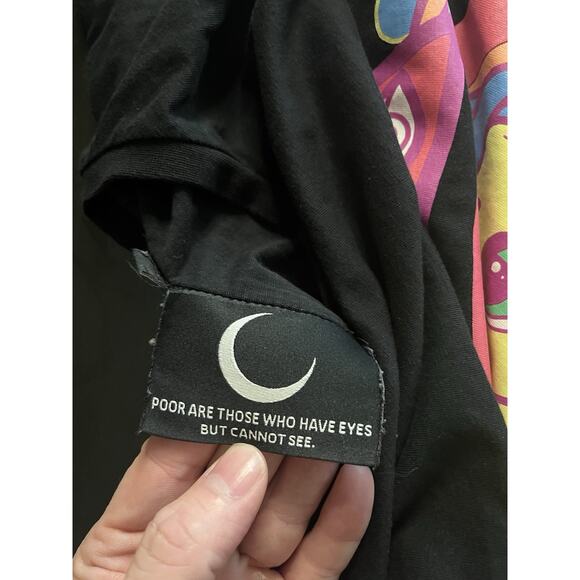 POOR ARE THOSE WHO HAVE EYES
BUT CANNOT SEE.